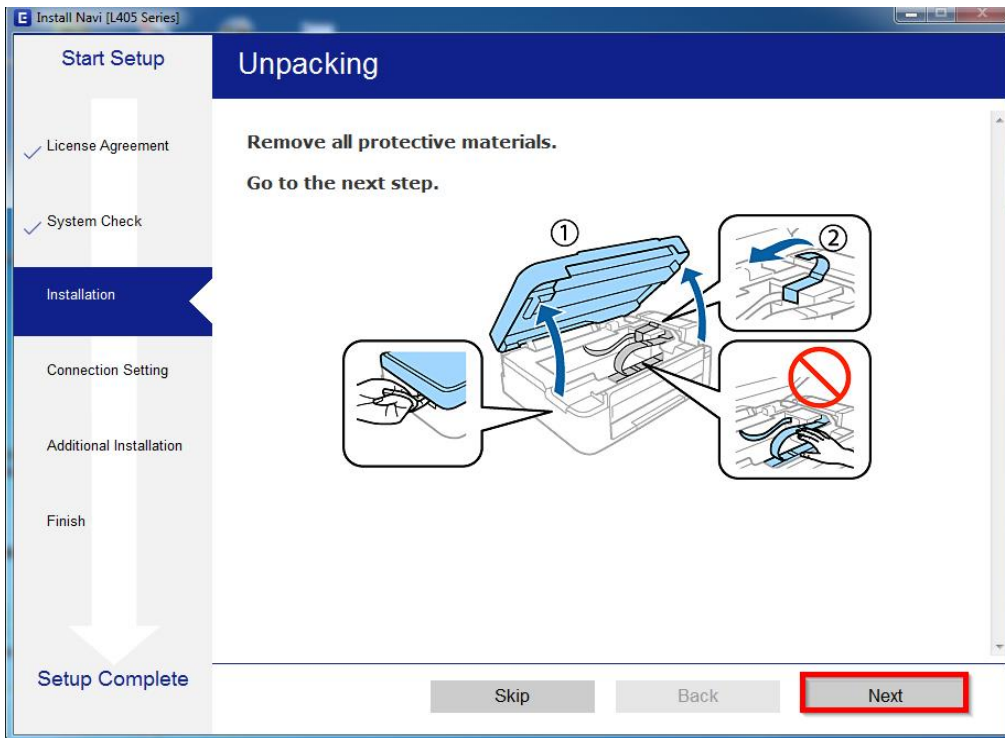 E Install Navi [L405 Series]
Start Setup
License Agreement
System Check
Installation
Connection Setting
Additional Installation
Finish
Setup Complete
Unpacking
Remove all protective materials.
Go to the next step.
①
②
Skip
Back
Next